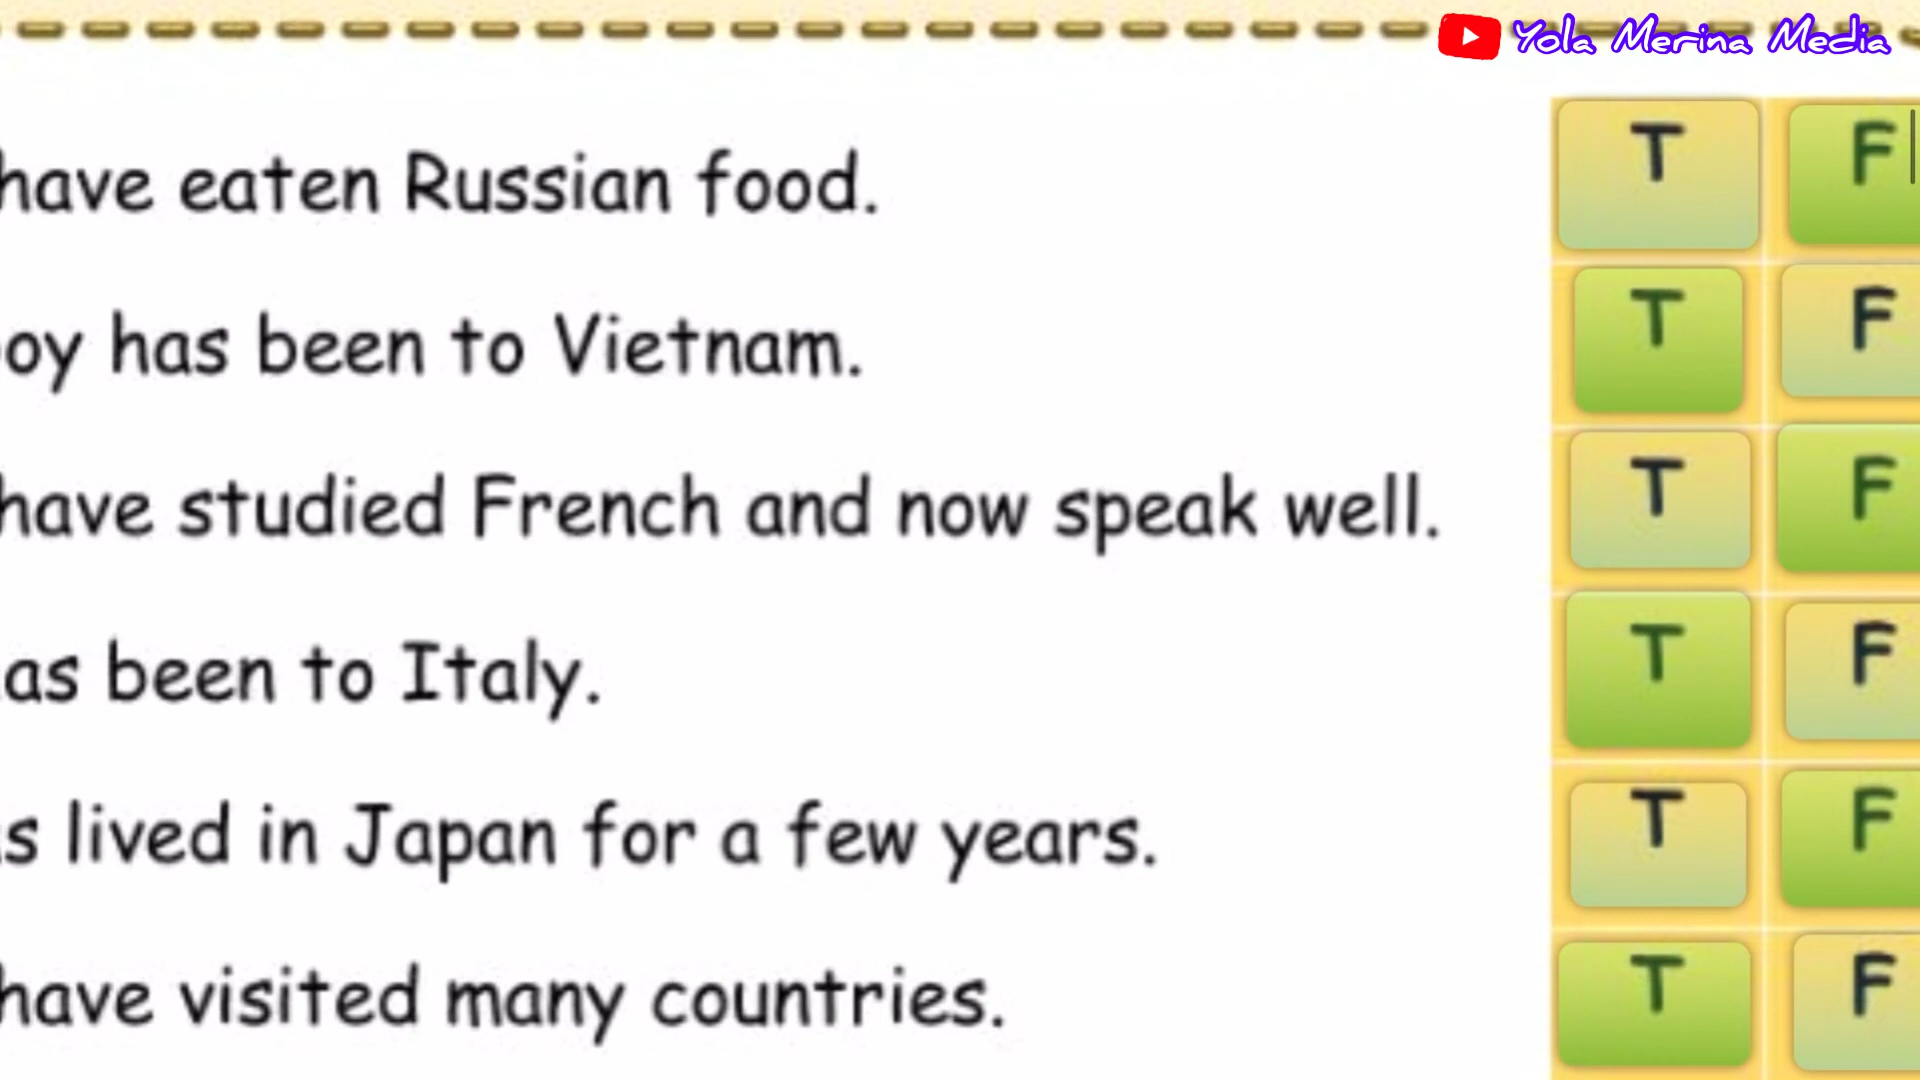 Yola Merina Media
have eaten Russian food. T F
oy has been to Vietnam. T F
have studied French and now speak well. T F
as been to Italy. T F
s lived in Japan for a few years. T F
have visited many countries. T F